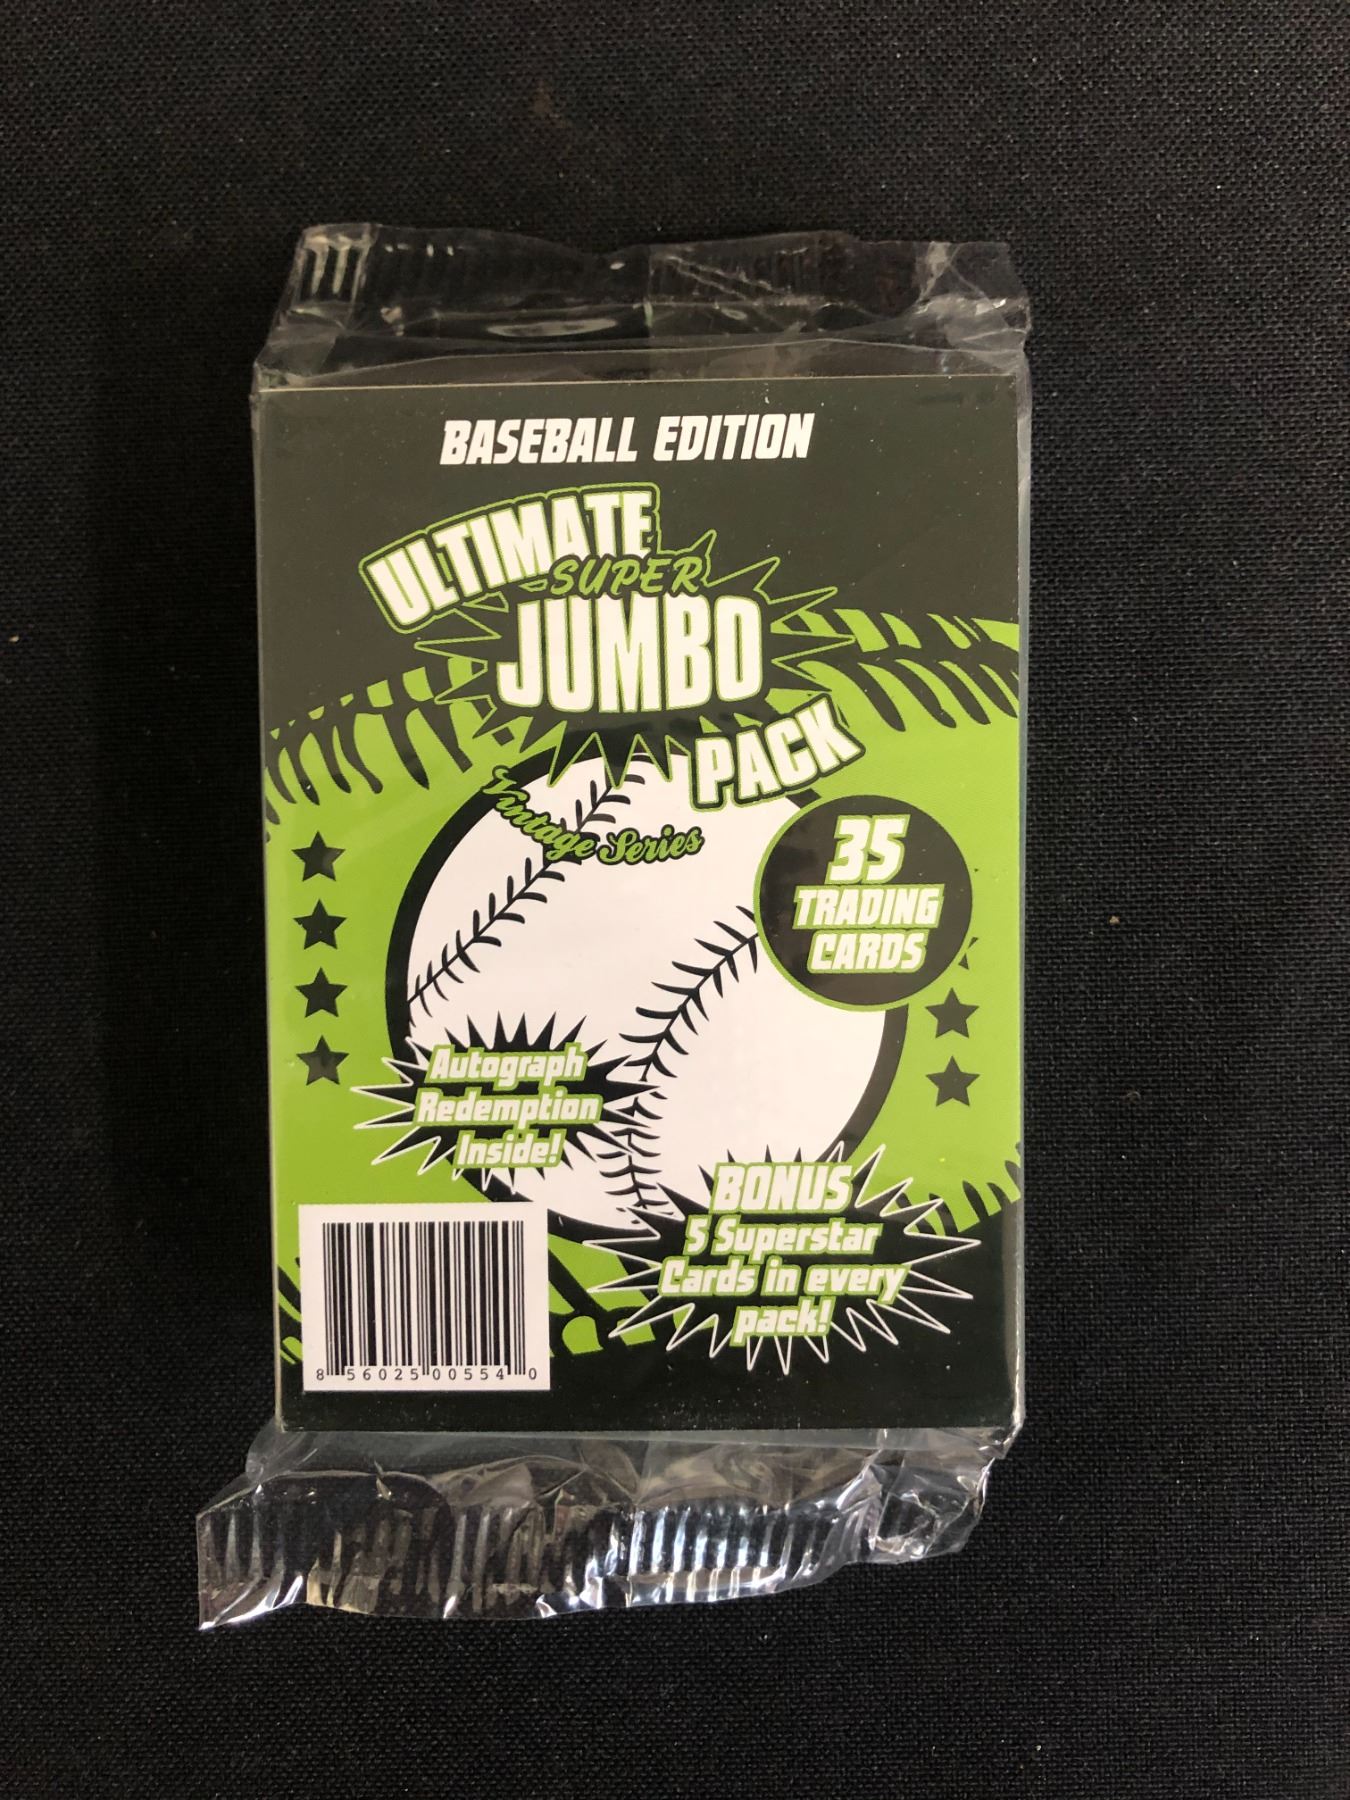 BASEBALL EDITION
ULTIMATE
SUPER
JUMBO
PACK
Vintage Series
35
TRADING
CARDS
Autograph
Redemption
Inside!
BONUS
5 Superstar
Cards in every
pack!
8 56025 00554 0